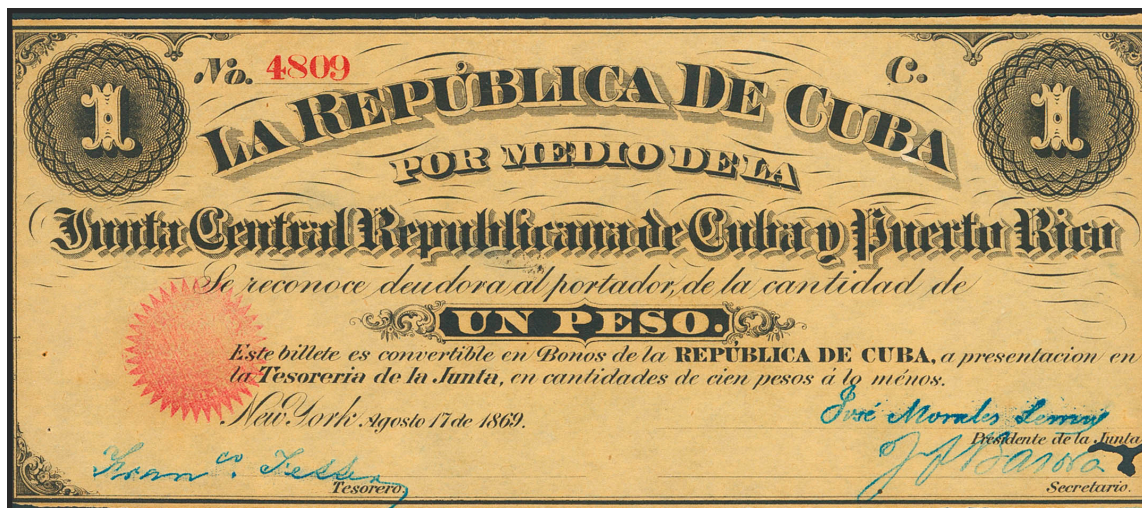 1 No. 4809 C. 1
LA REPÚBLICA DE CUBA
POR MEDIO DE LA
Junta Central Republicana de Cuba y Puerto Rico
Se reconoce deudora al portador, de la cantidad de
UN PESO.
Este billete es convertible en Bonos de la REPÚBLICA DE CUBA, a presentacion en
la Tesoreria de la Junta, en cantidades de cien pesos á lo ménos.
New York Agosto 17 de 1869.
José Morales Lemus
Presidente de la Junta
Tesorero.
Secretario.